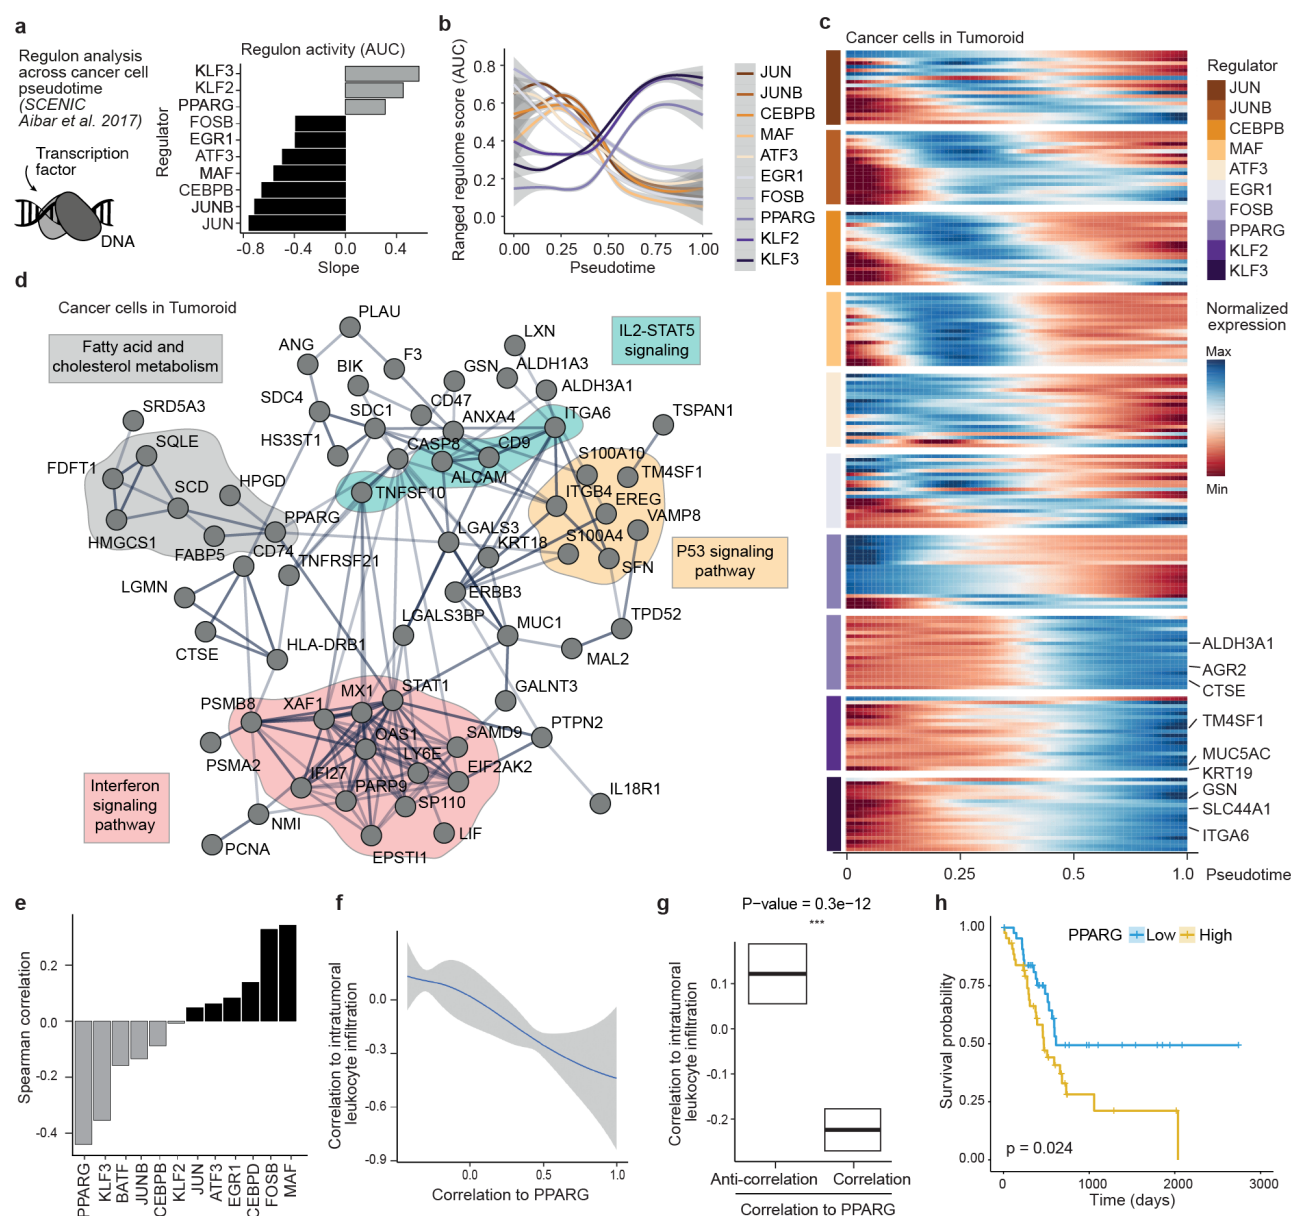 a
Regulon analysis
across cancer cell
pseudotime
(SCENIC
Aibar et al. 2017)
Transcription
factor
DNA
Regulon activity (AUC)
Regulator
KLF3
KLF2
PPARG
FOSB
EGR1
ATF3
MAF
CEBPB
JUNB
JUN
-0.8
-0.4
0.0
0.4
Slope
b
Ranged regulome score (AUC)
0.8
0.6
0.4
0.2
0.0
0.00
0.25
0.50
0.75
1.00
Pseudotime
JUN
JUNB
CEBPB
MAF
ATF3
EGR1
FOSB
PPARG
KLF2
KLF3
c
Cancer cells in Tumoroid
Regulator
JUN
JUNB
CEBPB
MAF
ATF3
EGR1
FOSB
PPARG
KLF2
KLF3
Normalized
expression
Max
Min
ALDH3A1
AGR2
CTSE
TM4SF1
MUC5AC
KRT19
GSN
SLC44A1
ITGA6
0
0.25
0.5
1.0
Pseudotime
d
Cancer cells in Tumoroid
Fatty acid and
cholesterol metabolism
IL2-STAT5
signaling
P53 signaling
pathway
Interferon
signaling
pathway
PLAU
ANG
F3
BIK
GSN
LXN
ALDH1A3
ALDH3A1
SDC4
SDC1
CD47
ANXA4
ITGA6
TSPAN1
SRD5A3
HS3ST1
CASP8
CD9
SQLE
S100A10
FDFT1
ALCAM
TM4SF1
SCD
HPGD
TNFSF10
ITGB4
EREG
VAMP8
PPARG
LGALS3
KRT18
S100A4
HMGCS1
FABP5
CD74
TNFRSF21
SFN
LGMN
ERBB3
LGALS3BP
MUC1
TPD52
CTSE
HLA-DRB1
MAL2
MX1
STAT1
GALNT3
PSMB8
XAF1
PTPN2
OAS1
SAMD9
LY6E
PSMA2
IFI27
EIF2AK2
PARP9
SP110
IL18R1
NMI
LIF
PCNA
EPSTI1
e
Spearman correlation
0.2
0.0
-0.2
-0.4
PPARG
KLF3
BATF
JUNB
CEBPB
KLF2
JUN
ATF3
EGR1
CEBPD
FOSB
MAF
f
Correlation to intratumoral
leukocyte infiltration
0.0
-0.3
-0.6
-0.9
0.0
0.5
1.0
Correlation to PPARG
g
P−value = 0.3e−12
***
Correlation to intratumoral
leukocyte infiltration
0.1
0.0
-0.1
-0.2
Anti-correlation
Correlation
Correlation to PPARG
h
PPARG
Low
High
Survival probability
1.00
0.75
0.50
0.25
0.00
p = 0.024
0
1000
2000
3000
Time (days)